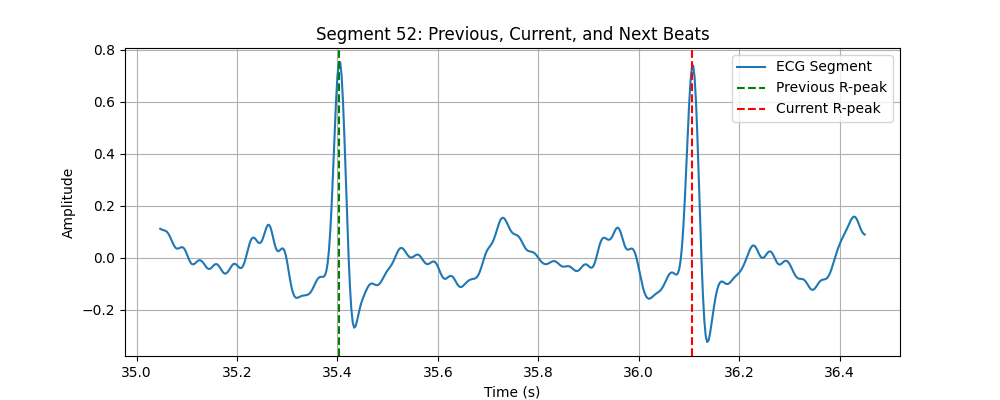 Segment 52: Previous, Current, and Next Beats
ECG Segment
Previous R-peak
Current R-peak
Amplitude
0.8
0.6
0.4
0.2
0.0
−0.2
35.0 35.2 35.4 35.6 35.8 36.0 36.2 36.4
Time (s)